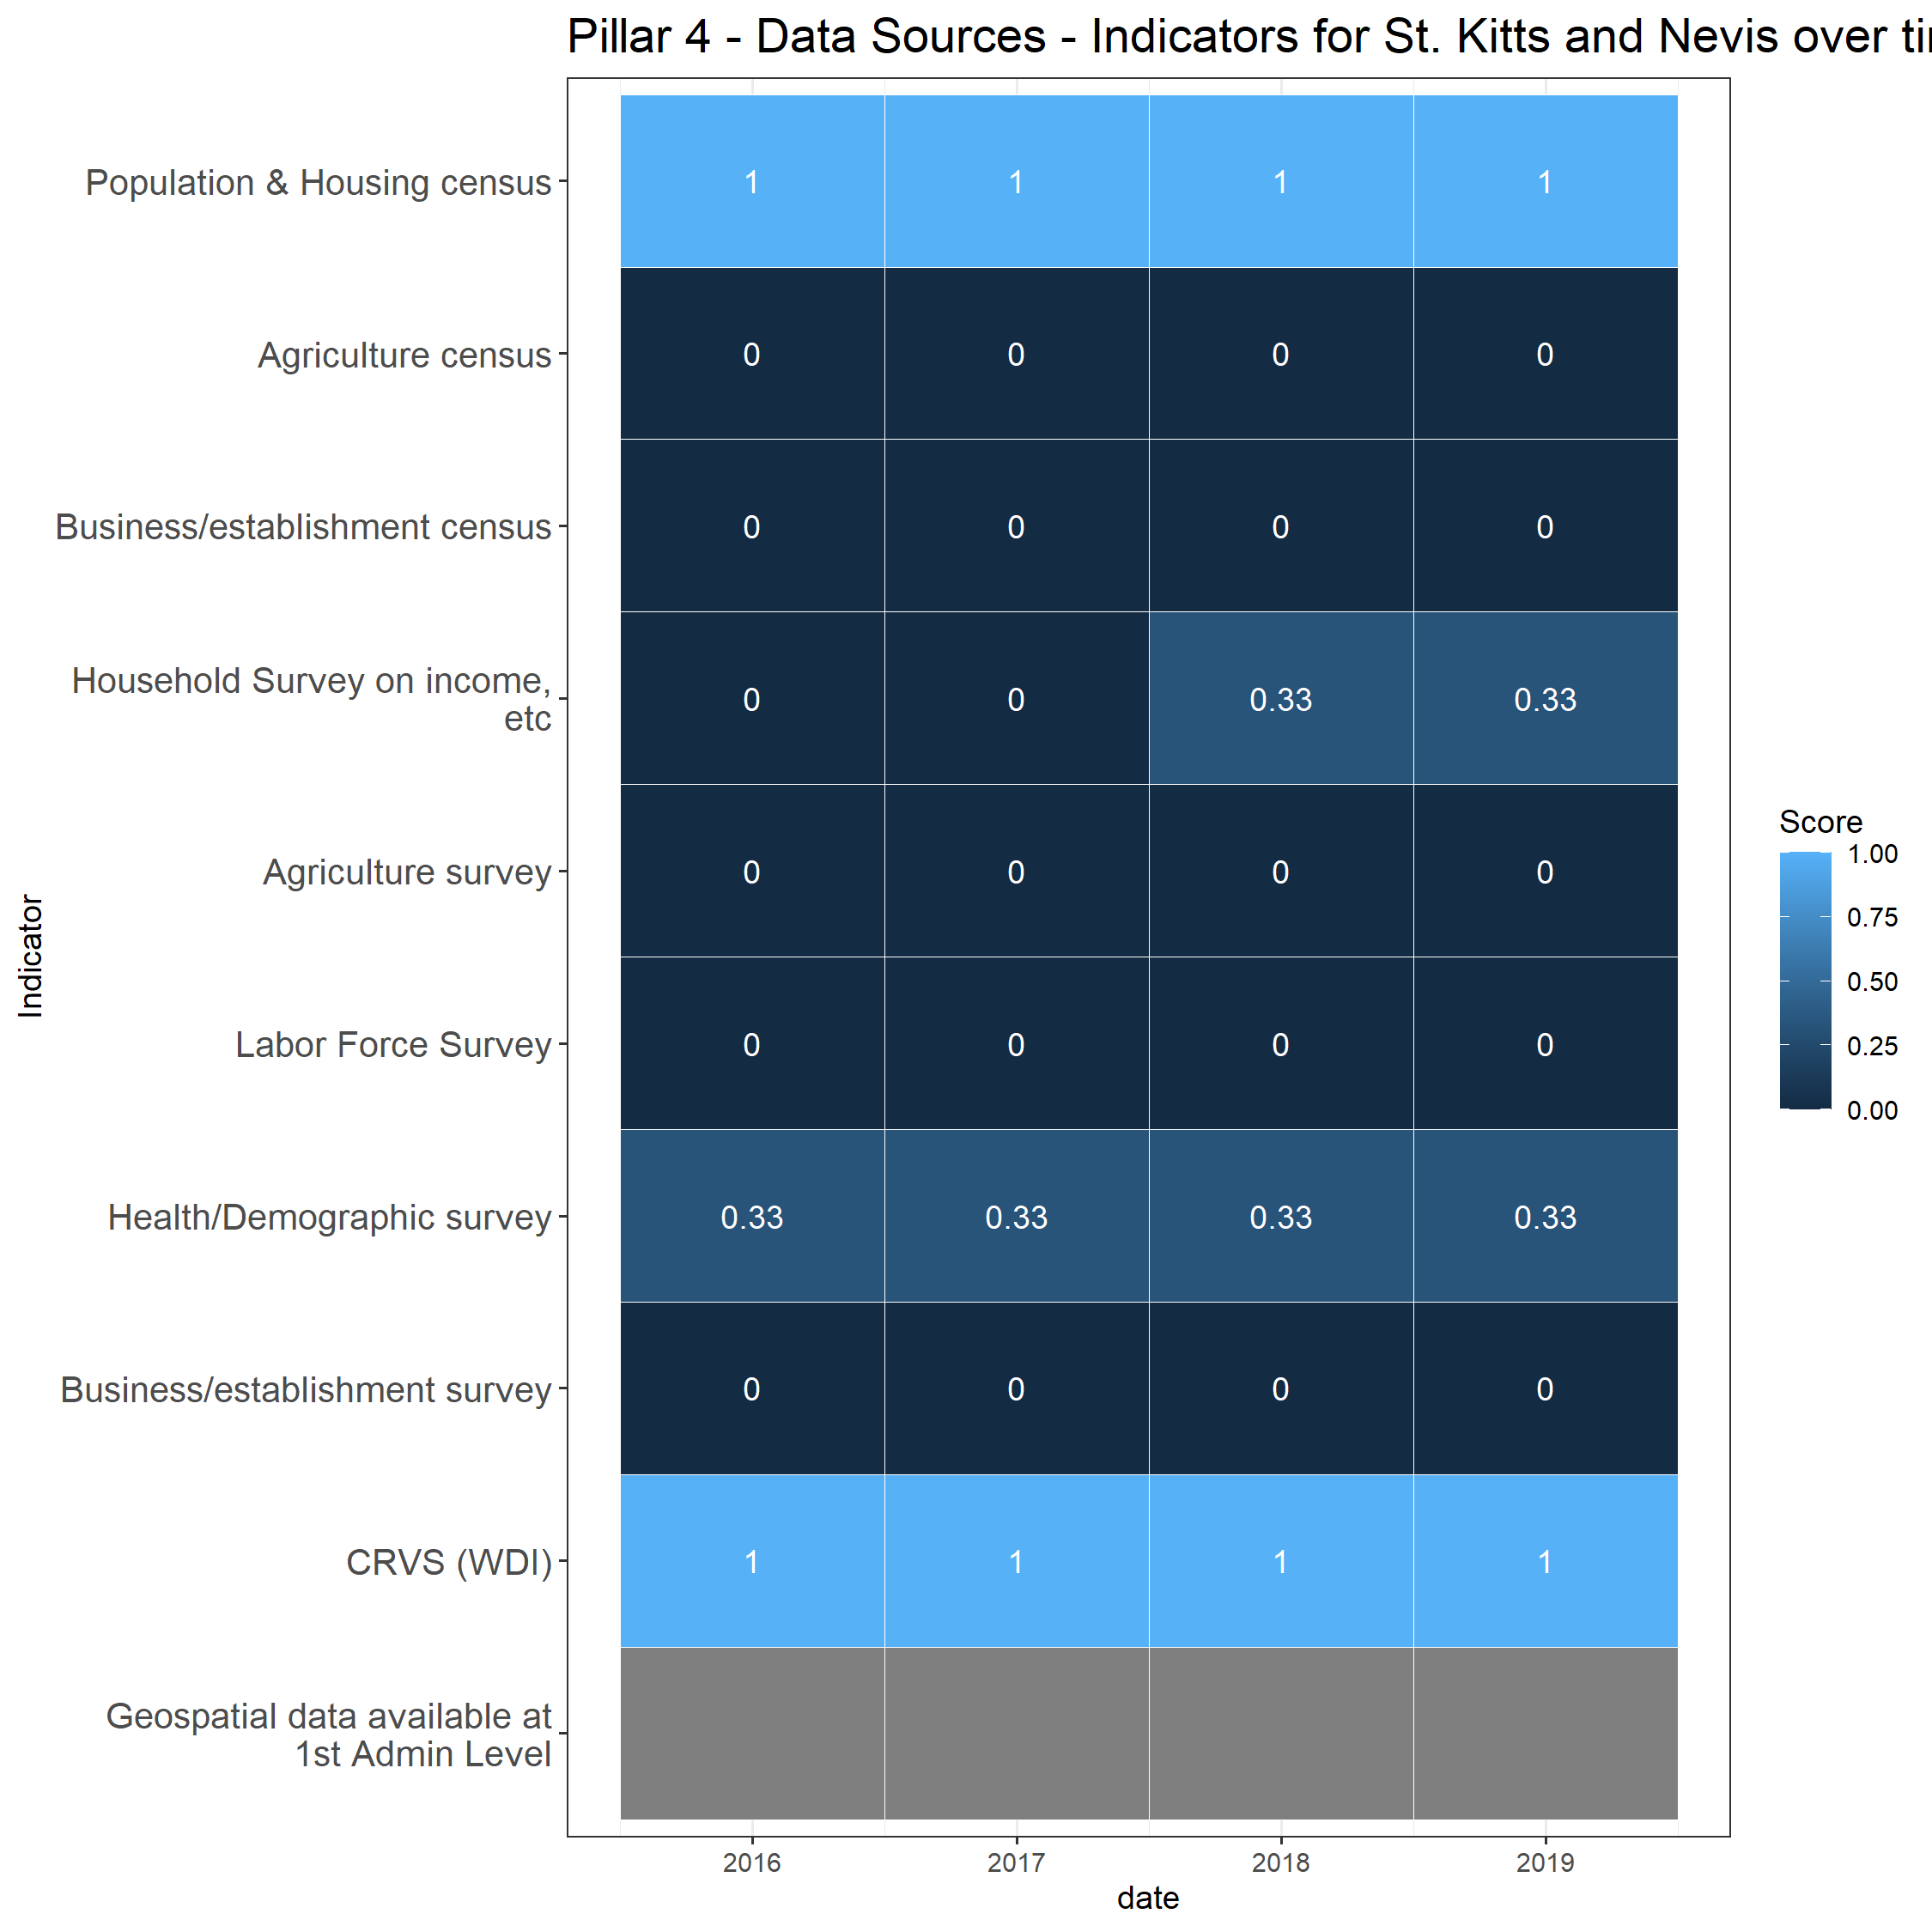 Pillar 4 - Data Sources - Indicators for St. Kitts and Nevis over
Population & Housing census
1 1 1 1
Agriculture census
0 0 0 0
Business/establishment census
0 0 0 0
Household Survey on income,
etc
0 0 0.33 0.33
Agriculture survey
0 0 0 0
Labor Force Survey
0 0 0 0
Health/Demographic survey
0.33 0.33 0.33 0.33
Business/establishment survey
0 0 0 0
CRVS (WDI)
1 1 1 1
Geospatial data available at
1st Admin Level
Indicator
2016 2017 2018 2019
date
Score
1.00
0.75
0.50
0.25
0.00